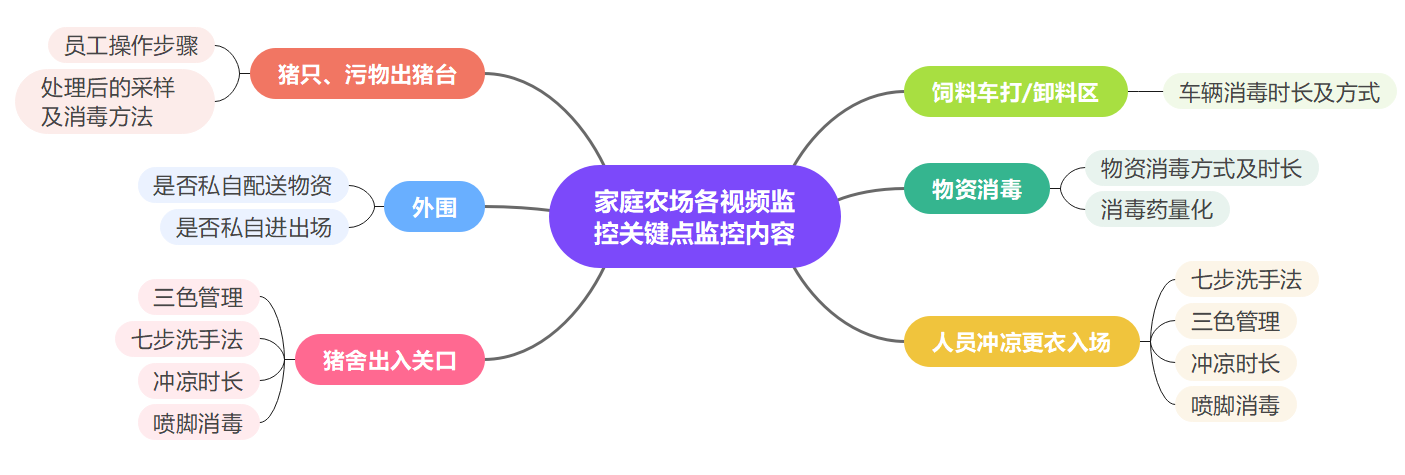 家庭农场各视频监
控关键点监控内容
饲料车打/卸料区
车辆消毒时长及方式
物资消毒
物资消毒方式及时长
消毒药量化
人员冲凉更衣入场
七步洗手法
三色管理
冲凉时长
喷脚消毒
猪只、污物出猪台
员工操作步骤
处理后的采样
及消毒方法
外围
是否私自配送物资
是否私自进出场
猪舍出入关口
三色管理
七步洗手法
冲凉时长
喷脚消毒